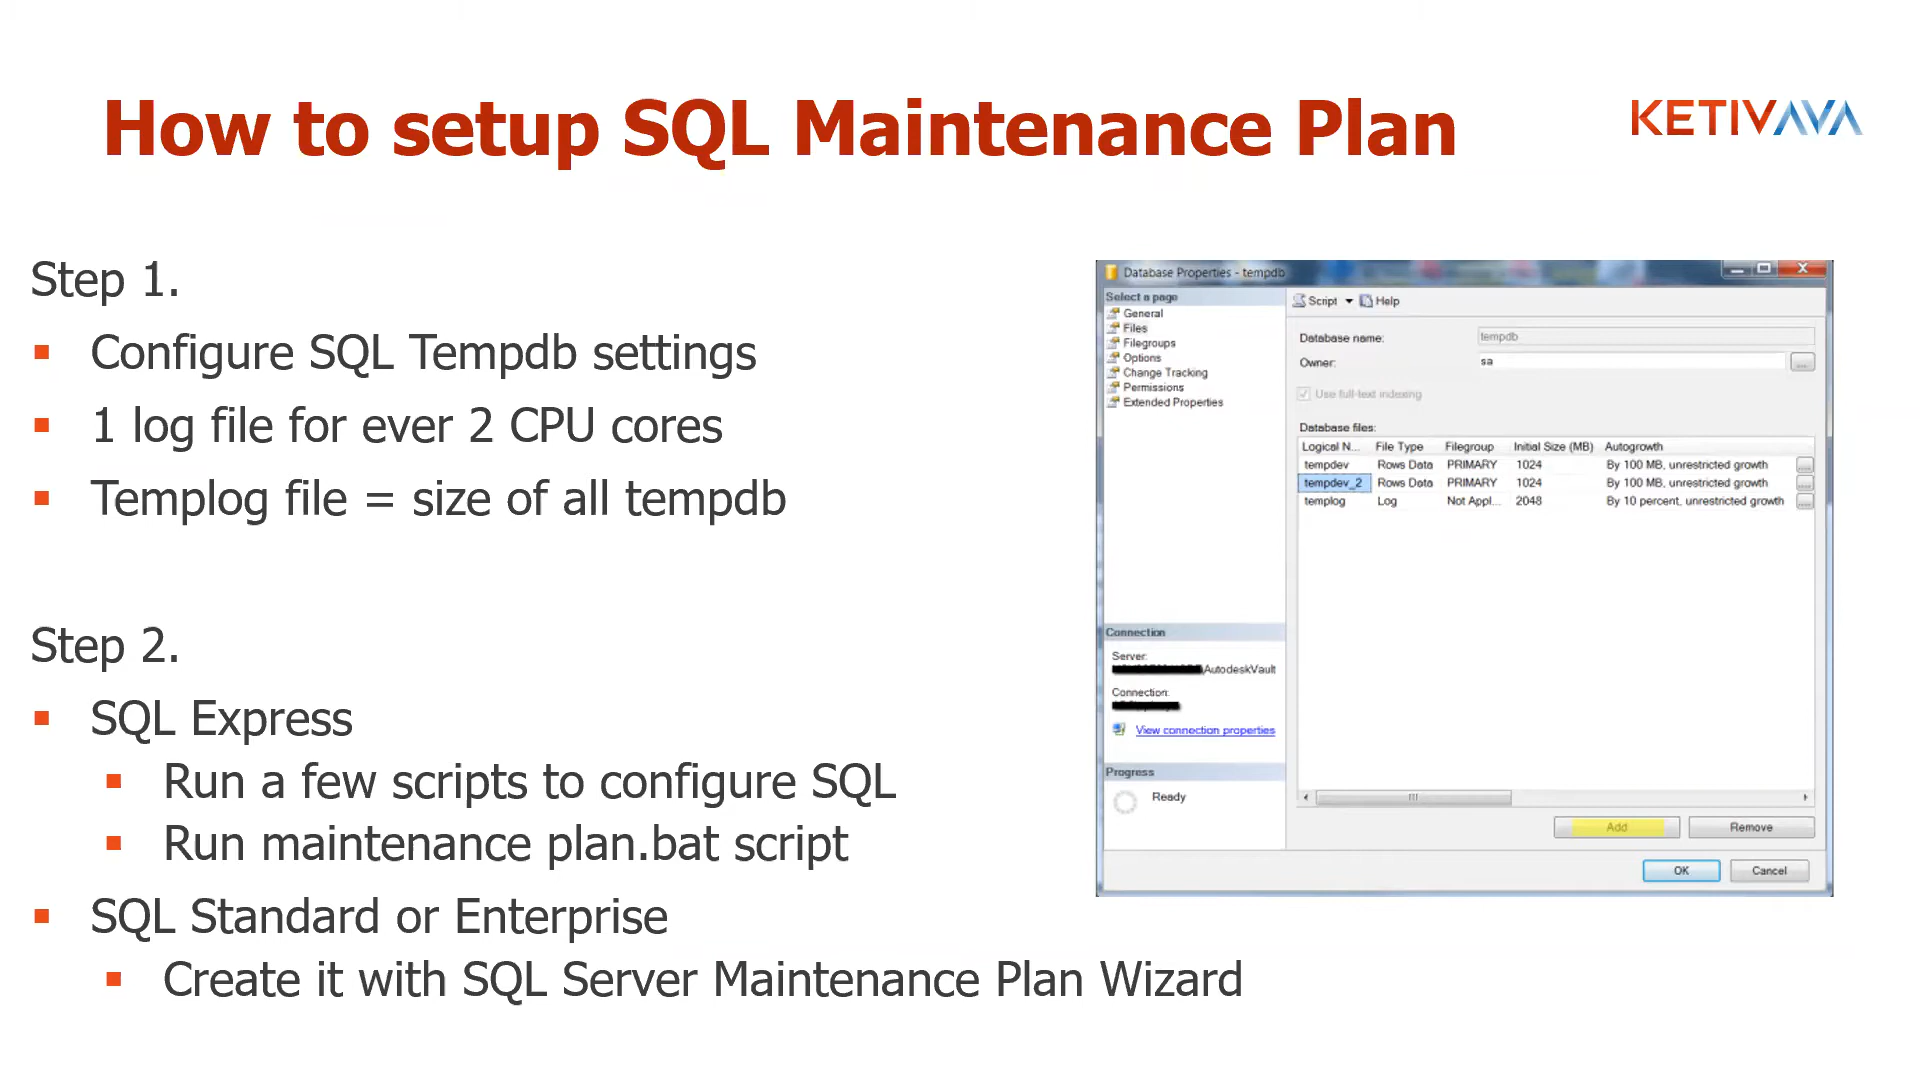 How to setup SQL Maintenance Plan
KETIVAVA
Step 1.
Configure SQL Tempdb settings
1 log file for ever 2 CPU cores
Templog file = size of all tempdb
Step 2.
SQL Express
Run a few scripts to configure SQL
Run maintenance plan.bat script
SQL Standard or Enterprise
Create it with SQL Server Maintenance Plan Wizard
Database Properties - tempdb
Select a page
General
Files
Filegroups
Options
Change Tracking
Permissions
Extended Properties
Connection
Server:
\AutodeskVault
Connection:
View connection properties
Progress
Ready
Script Help
Database name: tempdb
Owner: sa ...
Use full-text indexing
Database files:
Logical N... File Type Filegroup Initial Size (MB) Autogrowth
tempdev Rows Data PRIMARY 1024 By 100 MB, unrestricted growth ...
tempdev_2 Rows Data PRIMARY 1024 By 100 MB, unrestricted growth ...
templog Log Not Appl... 2048 By 10 percent, unrestricted growth ...
Add Remove
OK Cancel